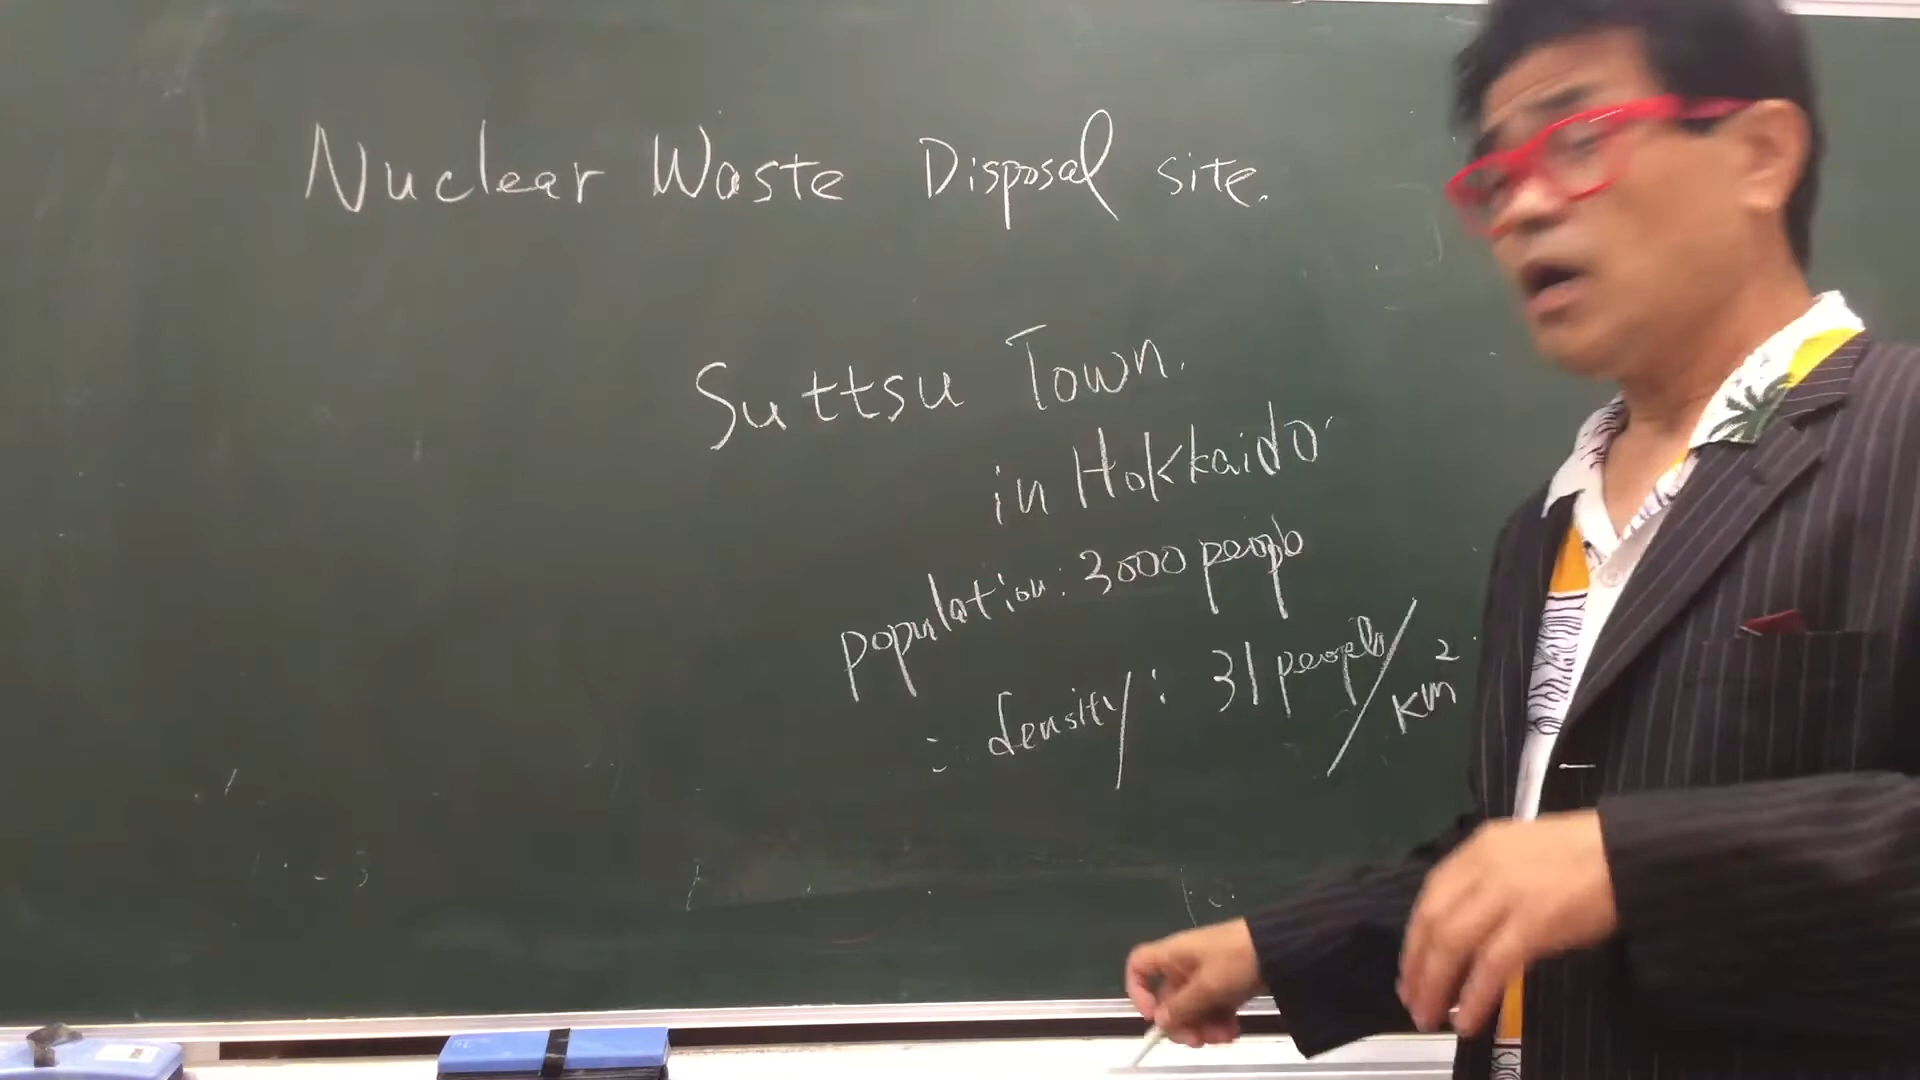 Nuclear Waste Disposal site.
Suttsu Town.
in Hokkaido
population: 3000 people
: density: 31 people/km²